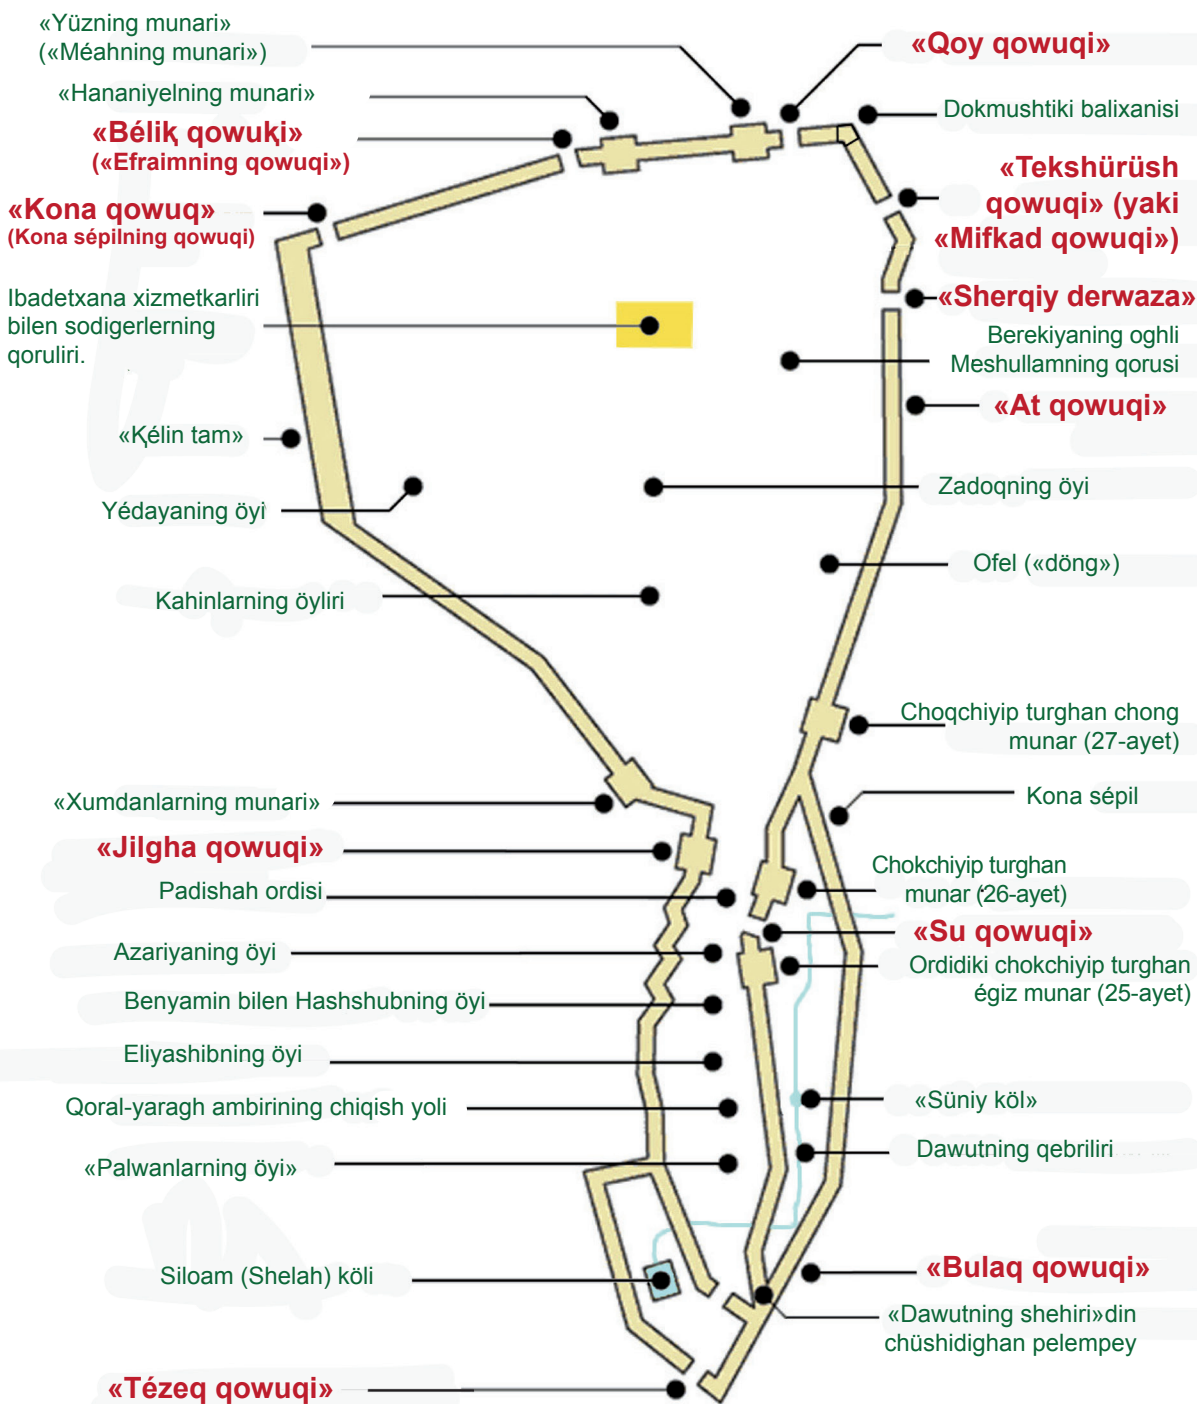 «Yüzning munari»
(«Méahning munari»)
«Hananiyelning munari»
«Bélik̡ qowuk̡i»
(«Efraimning qowuqi»)
«Kona qowuq»
(Kona sépilning qowuqi)
Ibadetxana xizmetkarliri
bilen sodigerlerning
qoruliri.
«K̡élin tam»
Yédayaning öyi
Kahinlarning öyliri
«Xumdanlarning munari»
«Jilgha qowuqi»
Padishah ordisi
Azariyaning öyi
Benyamin bilen Hashshubning öyi
Eliyashibning öyi
Qoral-yaragh ambirining chiqish yoli
«Palwanlarning öyi»
Siloam (Shelah) köli
«Tézeq qowuqi»
«Qoy qowuqi»
Dokmushtiki balixanisi
«Tekshürüsh
qowuqi» (yaki
«Mifkad qowuqi»)
«Sherqiy derwaza»
Berekiyaning oghli
Meshullamning qorusi
«At qowuqi»
Zadoqning öyi
Ofel («döng»)
Choqchiyip turghan chong
munar (27-ayet)
Kona sépil
Chokchiyip turghan
munar (26-ayet)
«Su qowuqi»
Ordidiki chokchiyip turghan
égiz munar (25-ayet)
«Süniy köl»
Dawutning qebriliri
«Bulaq qowuqi»
«Dawutning shehiri»din
chüshidighan pelempey